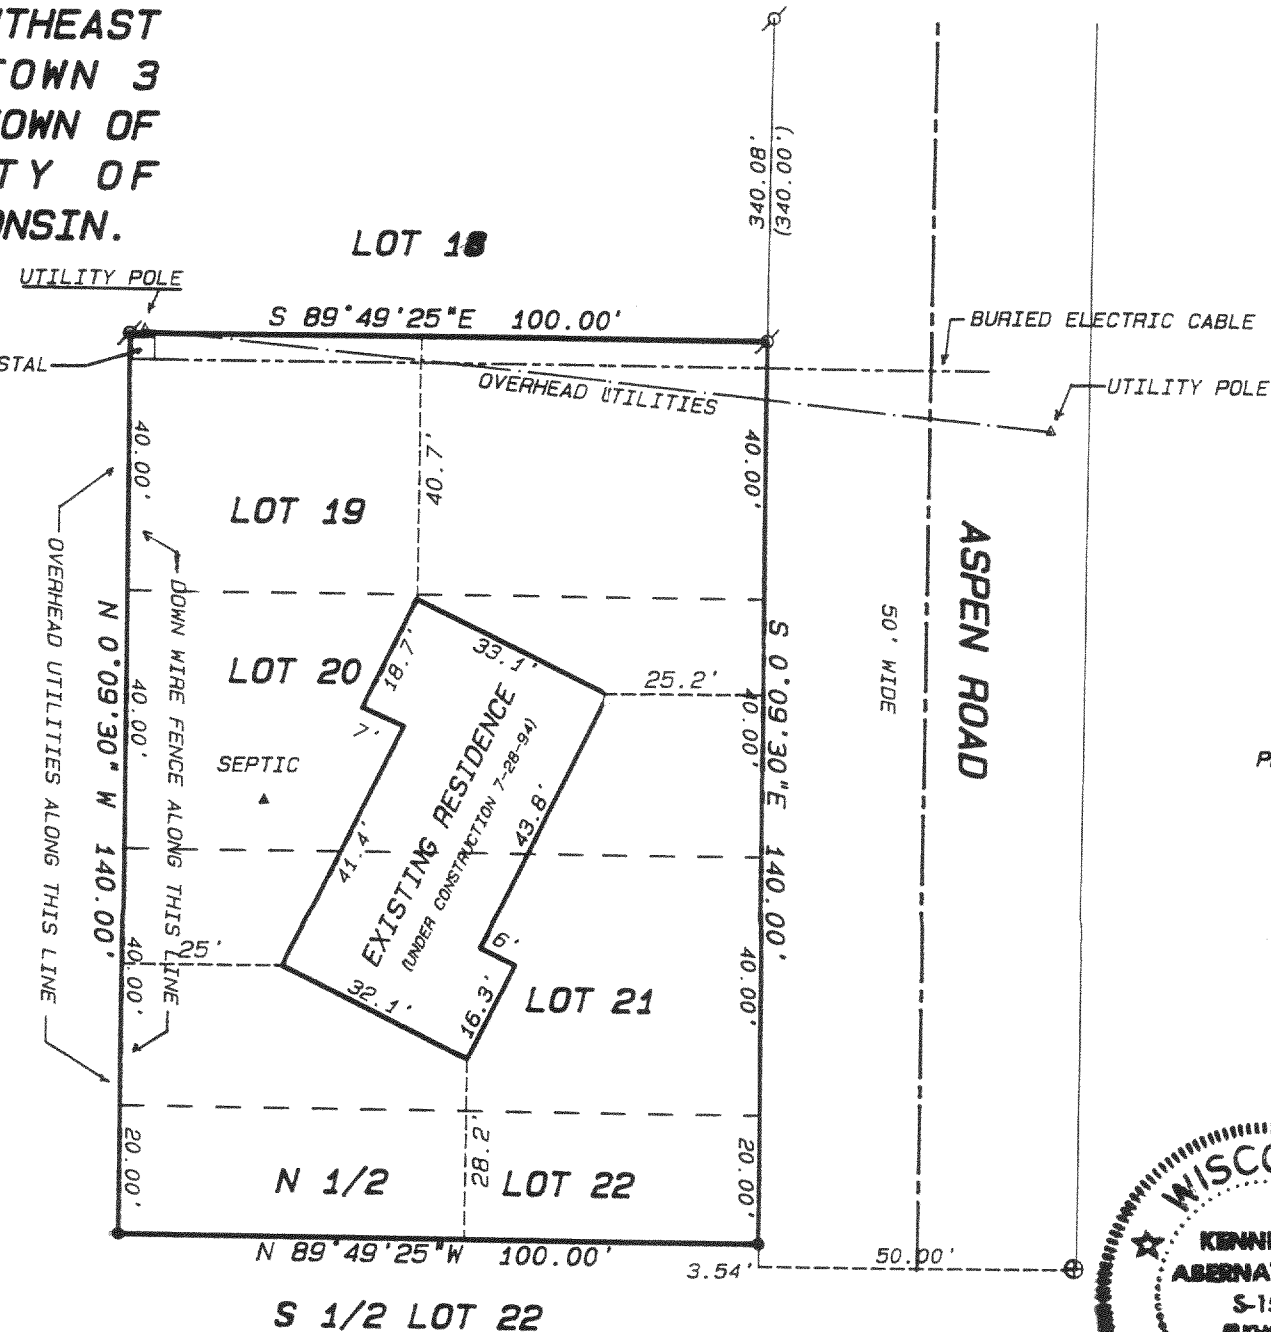 THEAST
TOWN 3
TOWN OF
TY OF
ONSIN.
LOT 18
UTILITY POLE
S 89°49'25"E 100.00'
340.08'
(340.00')
STAL
BURIED ELECTRIC CABLE
OVERHEAD UTILITIES
UTILITY POLE
40.00'
40.7'
40.00'
LOT 19
OVERHEAD UTILITIES ALONG THIS LINE
DOWN WIRE FENCE ALONG THIS LINE
N 0°09'30" W 140.00'
S 0°09'30"E 140.00'
ASPEN ROAD
50' WIDE
LOT 20
18.7'
33.1'
25.2'
40.00'
40.00'
7'
SEPTIC
EXISTING RESIDENCE
(UNDER CONSTRUCTION 7-28-94)
41.4'
43.8'
25'
40.00'
6'
40.00'
32.1'
16.3'
LOT 21
20.00'
28.2'
20.00'
N 1/2 LOT 22
N 89°49'25"W 100.00'
3.54'
50.00'
S 1/2 LOT 22
WISCO
KENNE
ABERNA
S-15